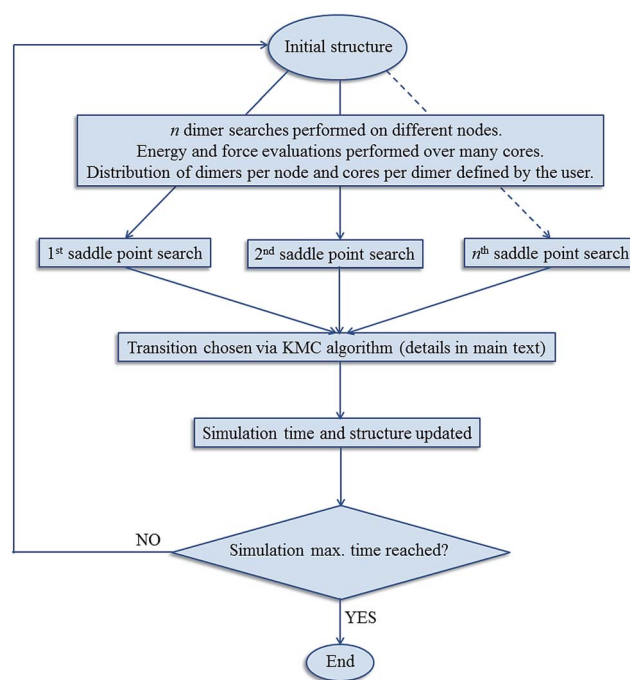 Initial structure
n dimer searches performed on different nodes.
Energy and force evaluations performed over many cores.
Distribution of dimers per node and cores per dimer defined by the user.
1st saddle point search
2nd saddle point search
nth saddle point search
Transition chosen via KMC algorithm (details in main text)
Simulation time and structure updated
NO
Simulation max. time reached?
YES
End